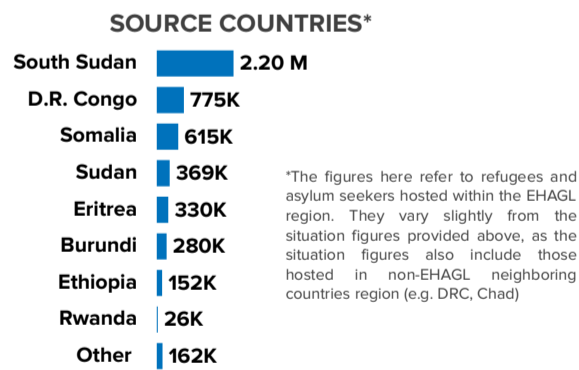 SOURCE COUNTRIES*
South Sudan 2.20 M
D.R. Congo 775K
Somalia 615K
Sudan 369K
Eritrea 330K
Burundi 280K
Ethiopia 152K
Rwanda 26K
Other 162K
*The figures here refer to refugees and
asylum seekers hosted within the EHAGL
region. They vary slightly from the
situation figures provided above, as the
situation figures also include those
hosted in non-EHAGL neighboring
countries region (e.g. DRC, Chad)